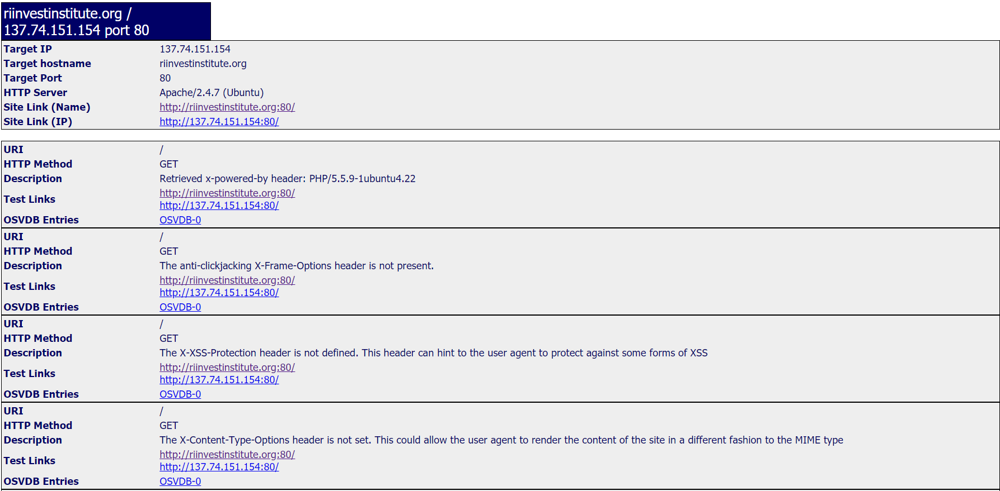 riinvestinstitute.org /
137.74.151.154 port 80
Target IP 137.74.151.154
Target hostname riinvestinstitute.org
Target Port 80
HTTP Server Apache/2.4.7 (Ubuntu)
Site Link (Name) http://riinvestinstitute.org:80/
Site Link (IP) http://137.74.151.154:80/
URI /
HTTP Method GET
Description Retrieved x-powered-by header: PHP/5.5.9-1ubuntu4.22
Test Links http://riinvestinstitute.org:80/
http://137.74.151.154:80/
OSVDB Entries OSVDB-0
URI /
HTTP Method GET
Description The anti-clickjacking X-Frame-Options header is not present.
Test Links http://riinvestinstitute.org:80/
http://137.74.151.154:80/
OSVDB Entries OSVDB-0
URI /
HTTP Method GET
Description The X-XSS-Protection header is not defined. This header can hint to the user agent to protect against some forms of XSS
Test Links http://riinvestinstitute.org:80/
http://137.74.151.154:80/
OSVDB Entries OSVDB-0
URI /
HTTP Method GET
Description The X-Content-Type-Options header is not set. This could allow the user agent to render the content of the site in a different fashion to the MIME type
Test Links http://riinvestinstitute.org:80/
http://137.74.151.154:80/
OSVDB Entries OSVDB-0